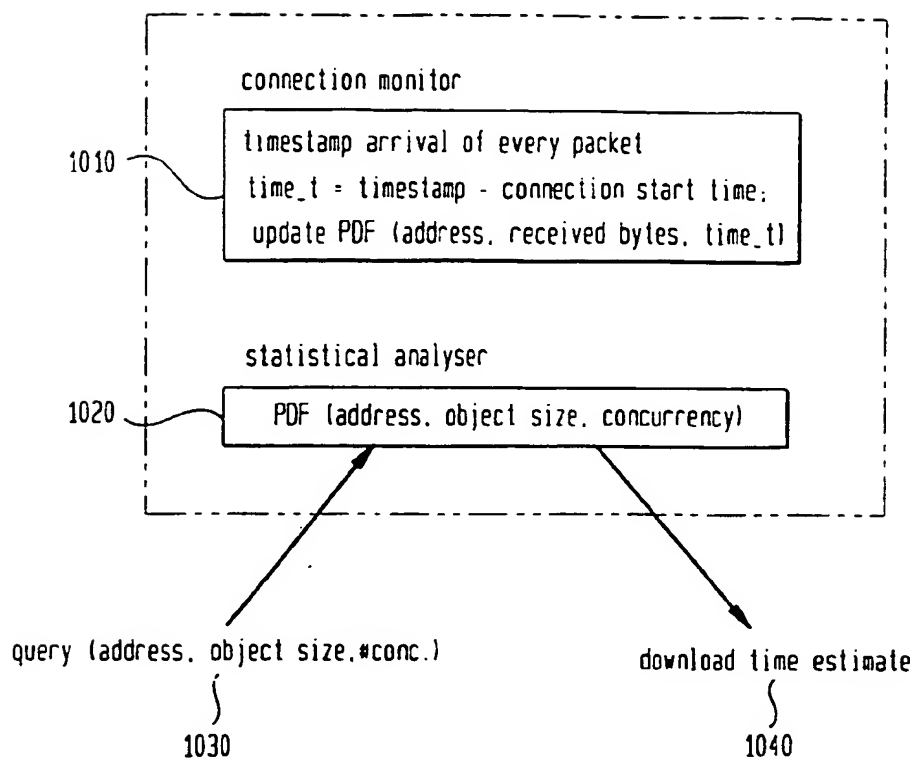 connection monitor
1010
timestamp arrival of every packet
time_t = timestamp - connection start time;
update PDF (address, received bytes, time_t)
statistical analyser
1020
PDF (address, object size, concurrency)
query (address, object size,#conc.)
download time estimate
1030
1040